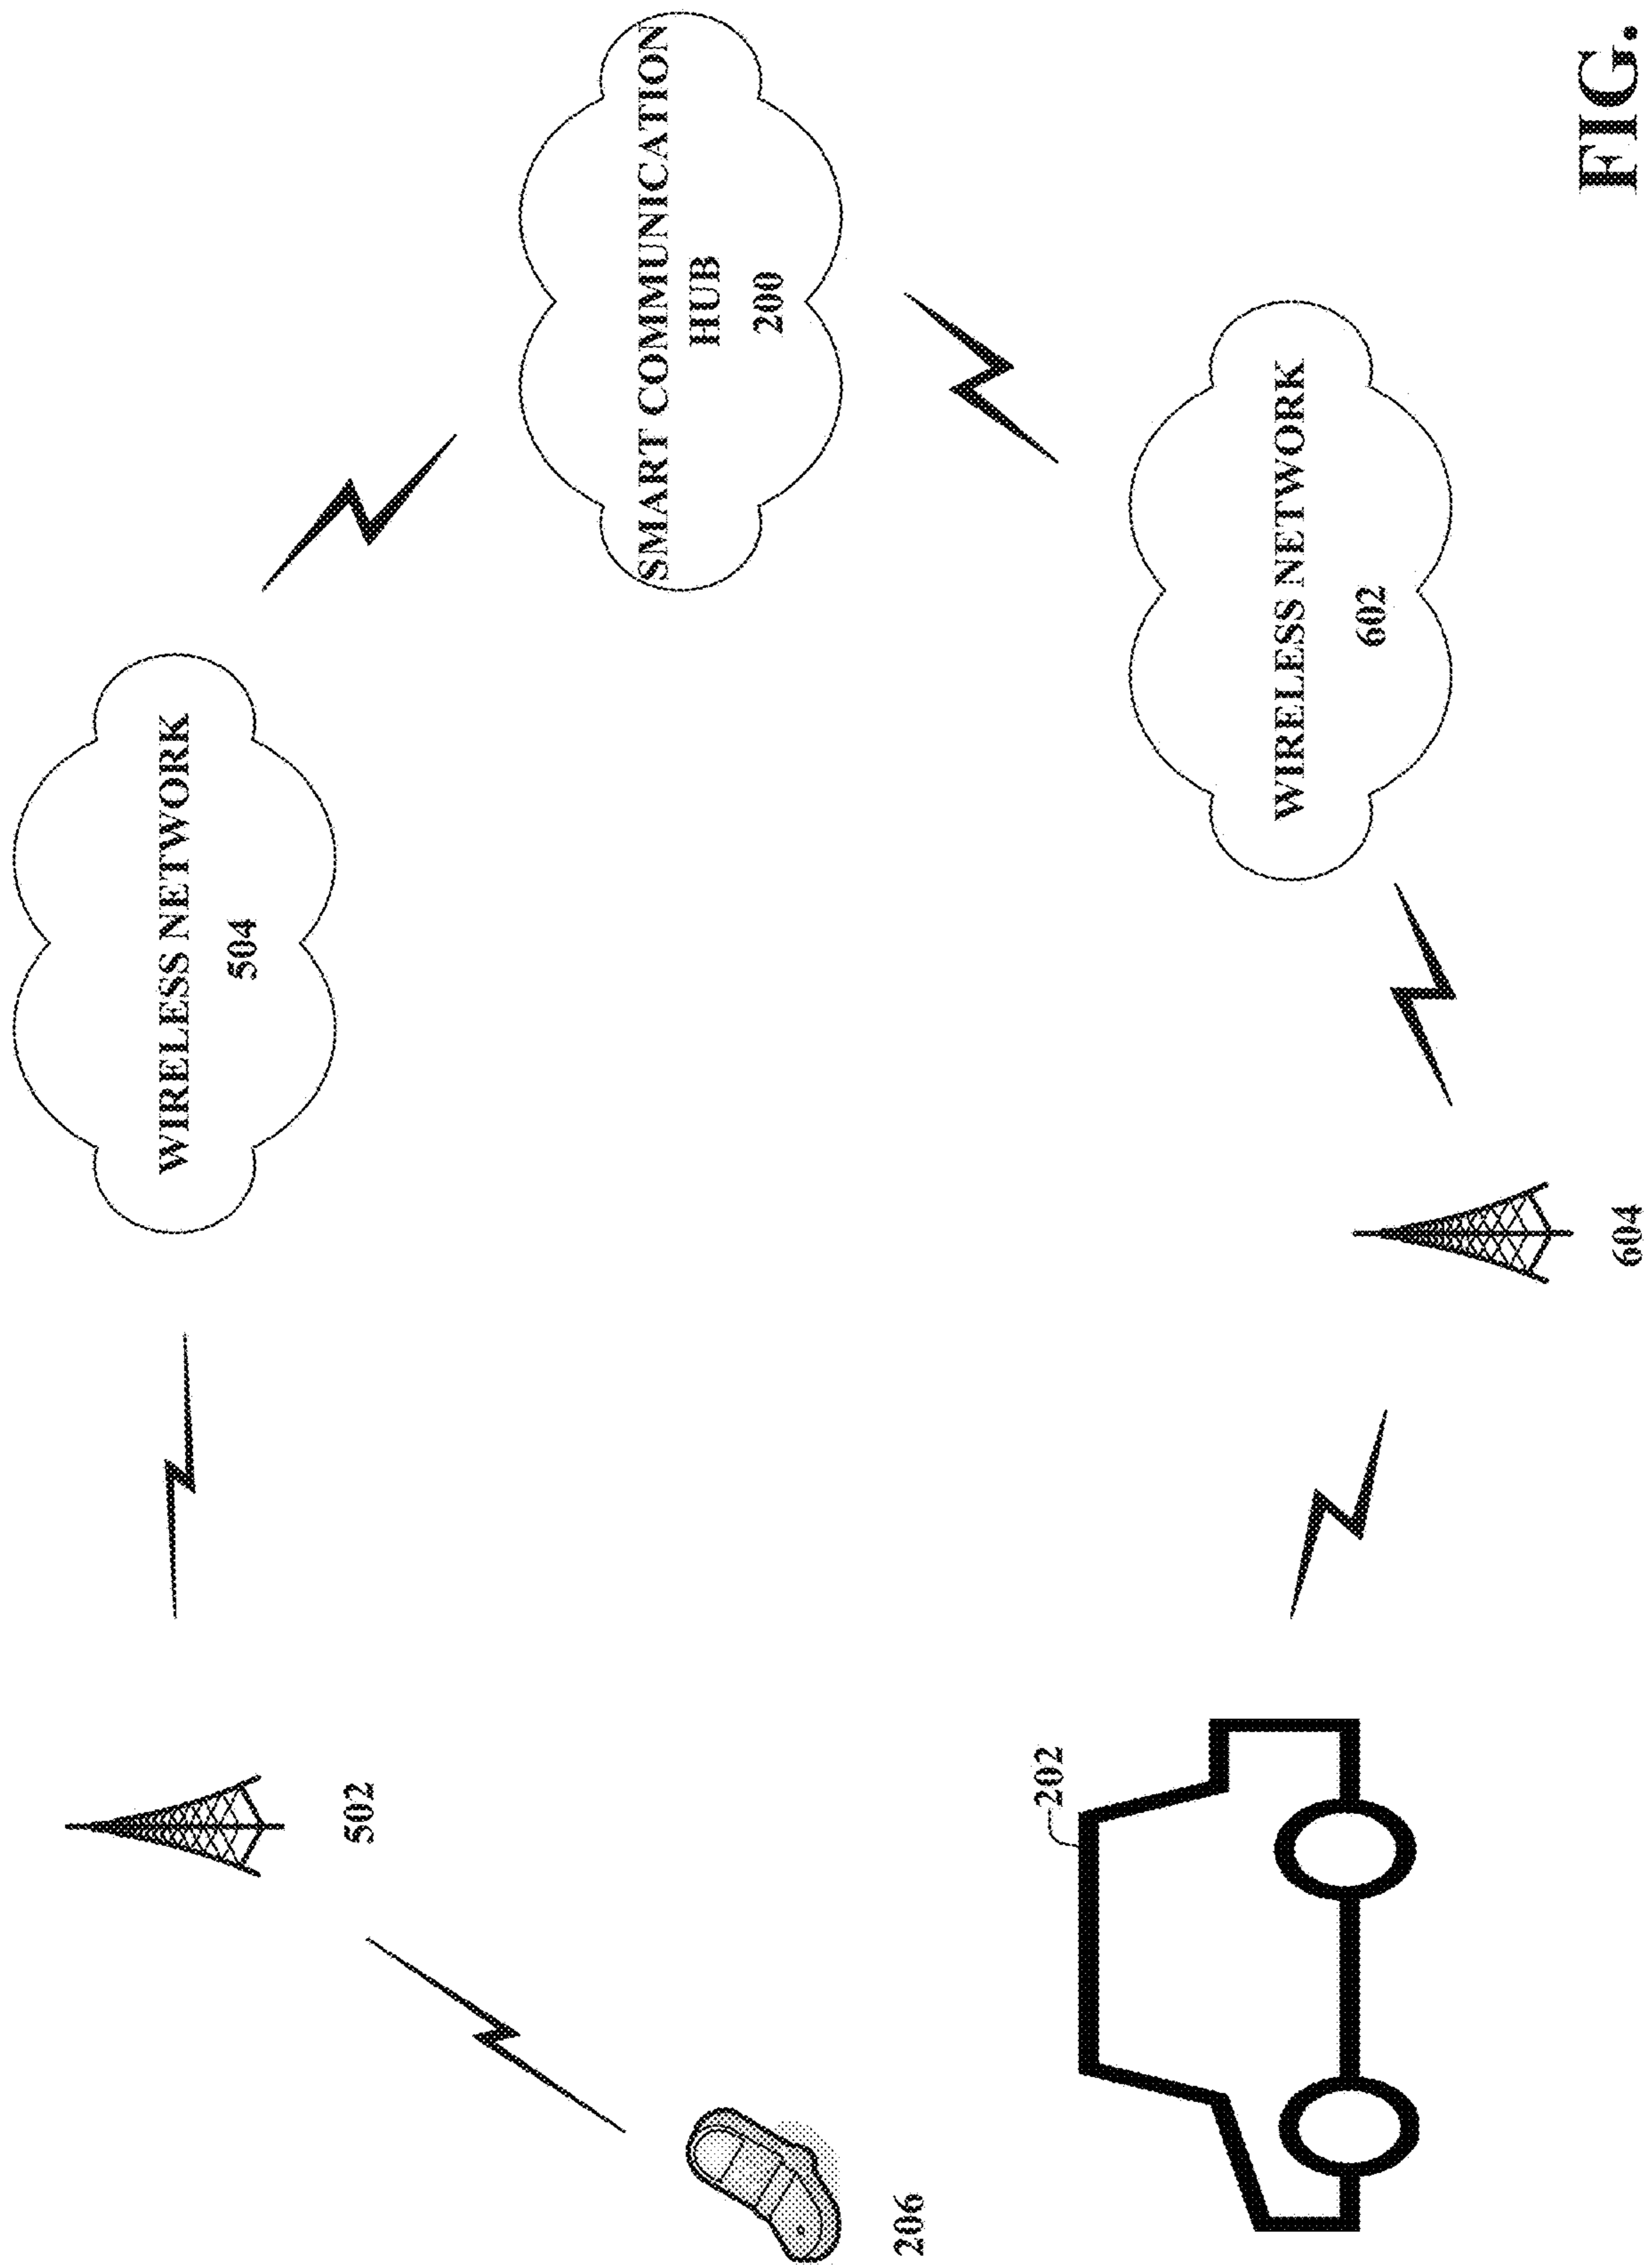 WIRELESS NETWORK
504
502
SMART COMMUNICATION
HUB
200
206
202
WIRELESS NETWORK
602
604
FIG.